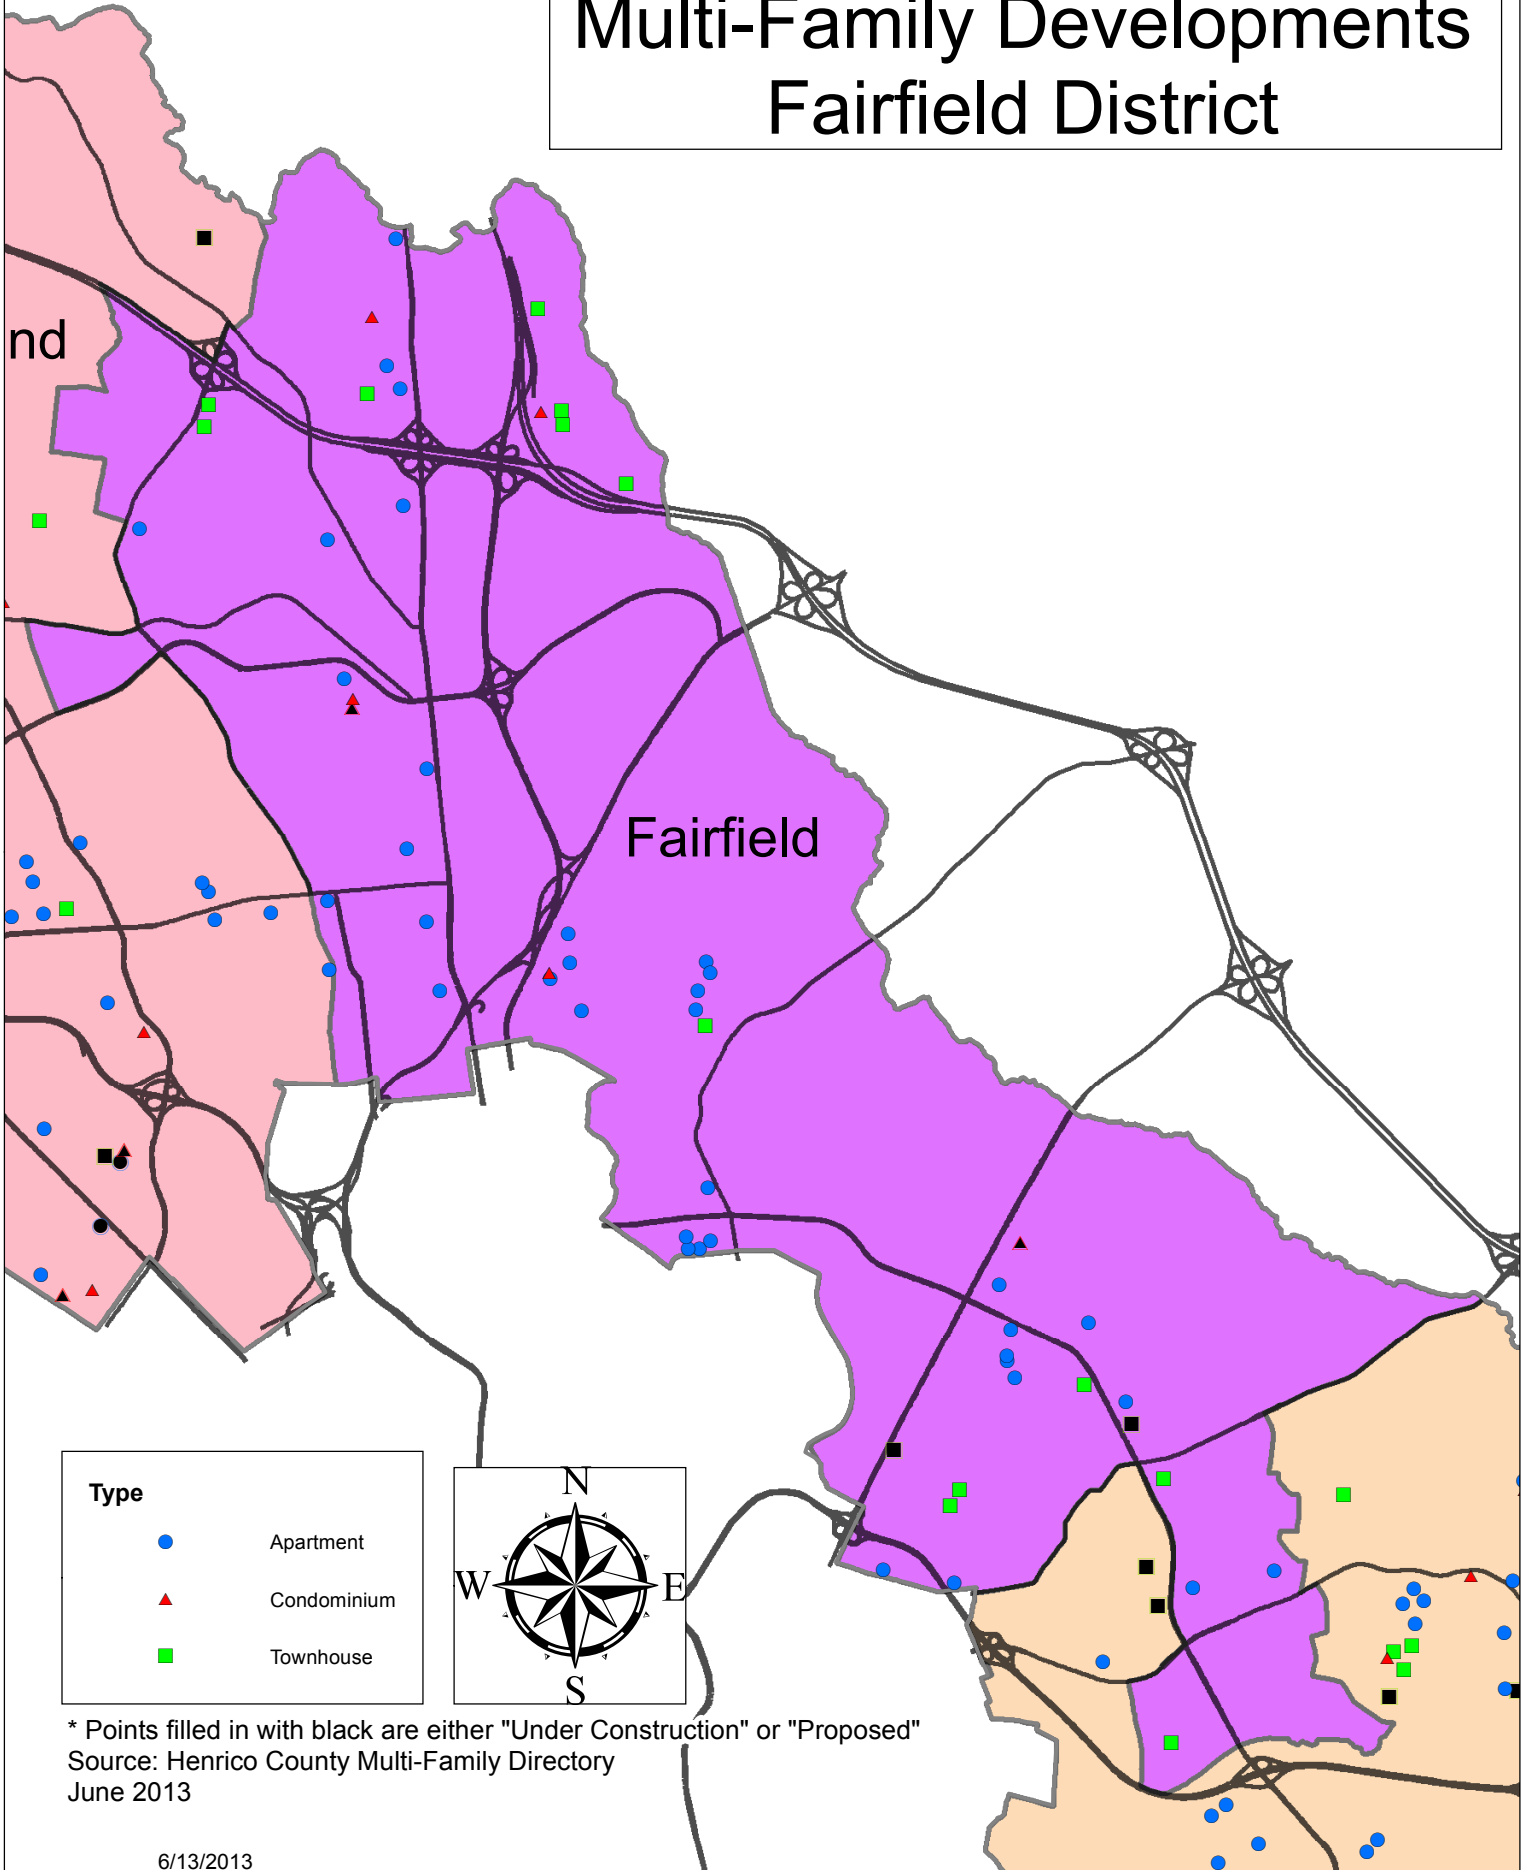 Multi-Family Developments
Fairfield District
nd
Fairfield
Type
Apartment
Condominium
Townhouse
N
W
E
S
* Points filled in with black are either "Under Construction" or "Proposed"
Source: Henrico County Multi-Family Directory
June 2013
6/13/2013